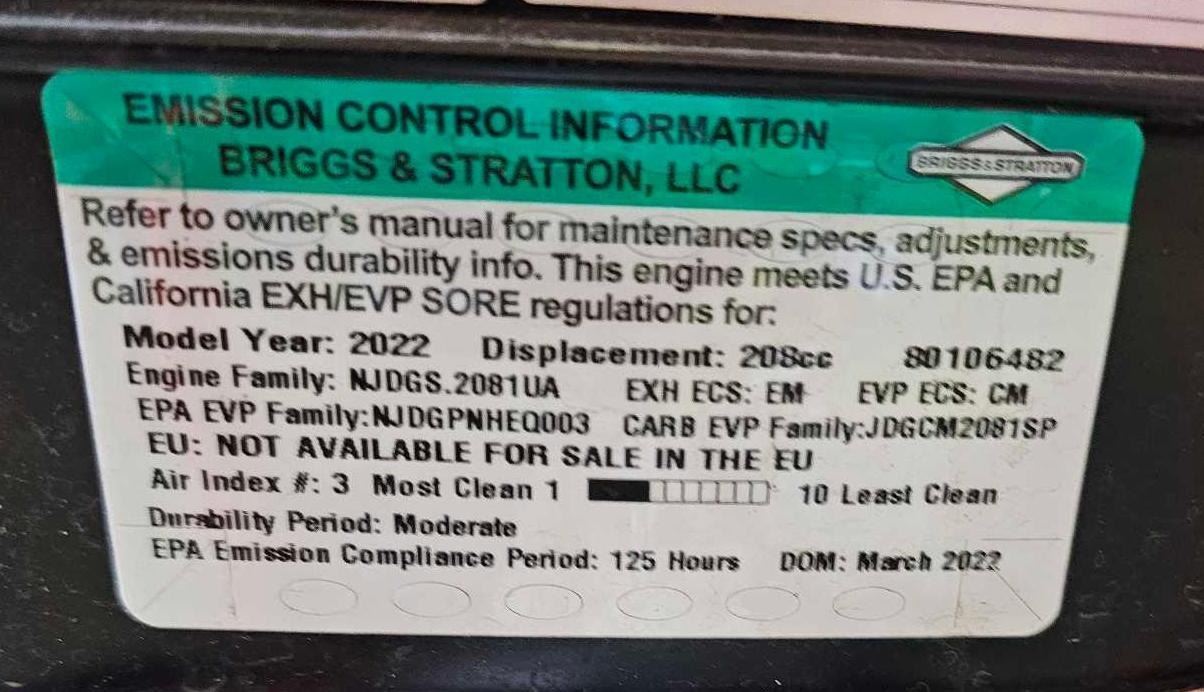 EMISSION CONTROL INFORMATION
BRIGGS & STRATTON, LLC
BRIGGS&STRATTON
Refer to owner's manual for maintenance specs, adjustments,
& emissions durability info. This engine meets U.S. EPA and
California EXH/EVP SORE regulations for:
Model Year: 2022 Displacement: 208cc 80106482
Engine Family: NJDGS.2081UA EXH ECS: EM EVP ECS: CM
EPA EVP Family:NJDGPNHEQ003 CARB EVP Family:JDGCM2081SP
EU: NOT AVAILABLE FOR SALE IN THE EU
Air Index #: 3 Most Clean 1 10 Least Clean
Durability Period: Moderate
EPA Emission Compliance Period: 125 Hours DOM: March 2022